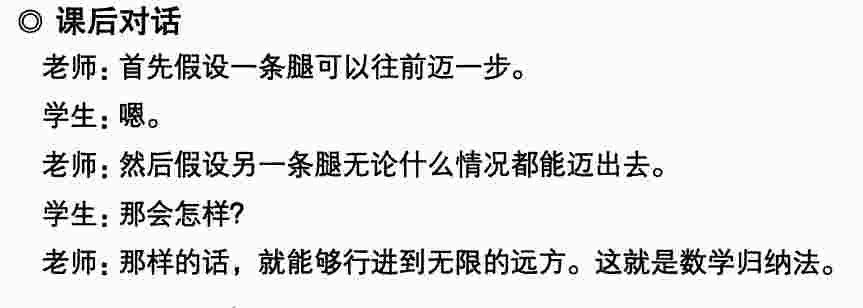 ◎ 课后对话
老师：首先假设一条腿可以往前迈一步。
学生：嗯。
老师：然后假设另一条腿无论什么情况都能迈出去。
学生：那会怎样？
老师：那样的话，就能够行进到无限的远方。这就是数学归纳法。